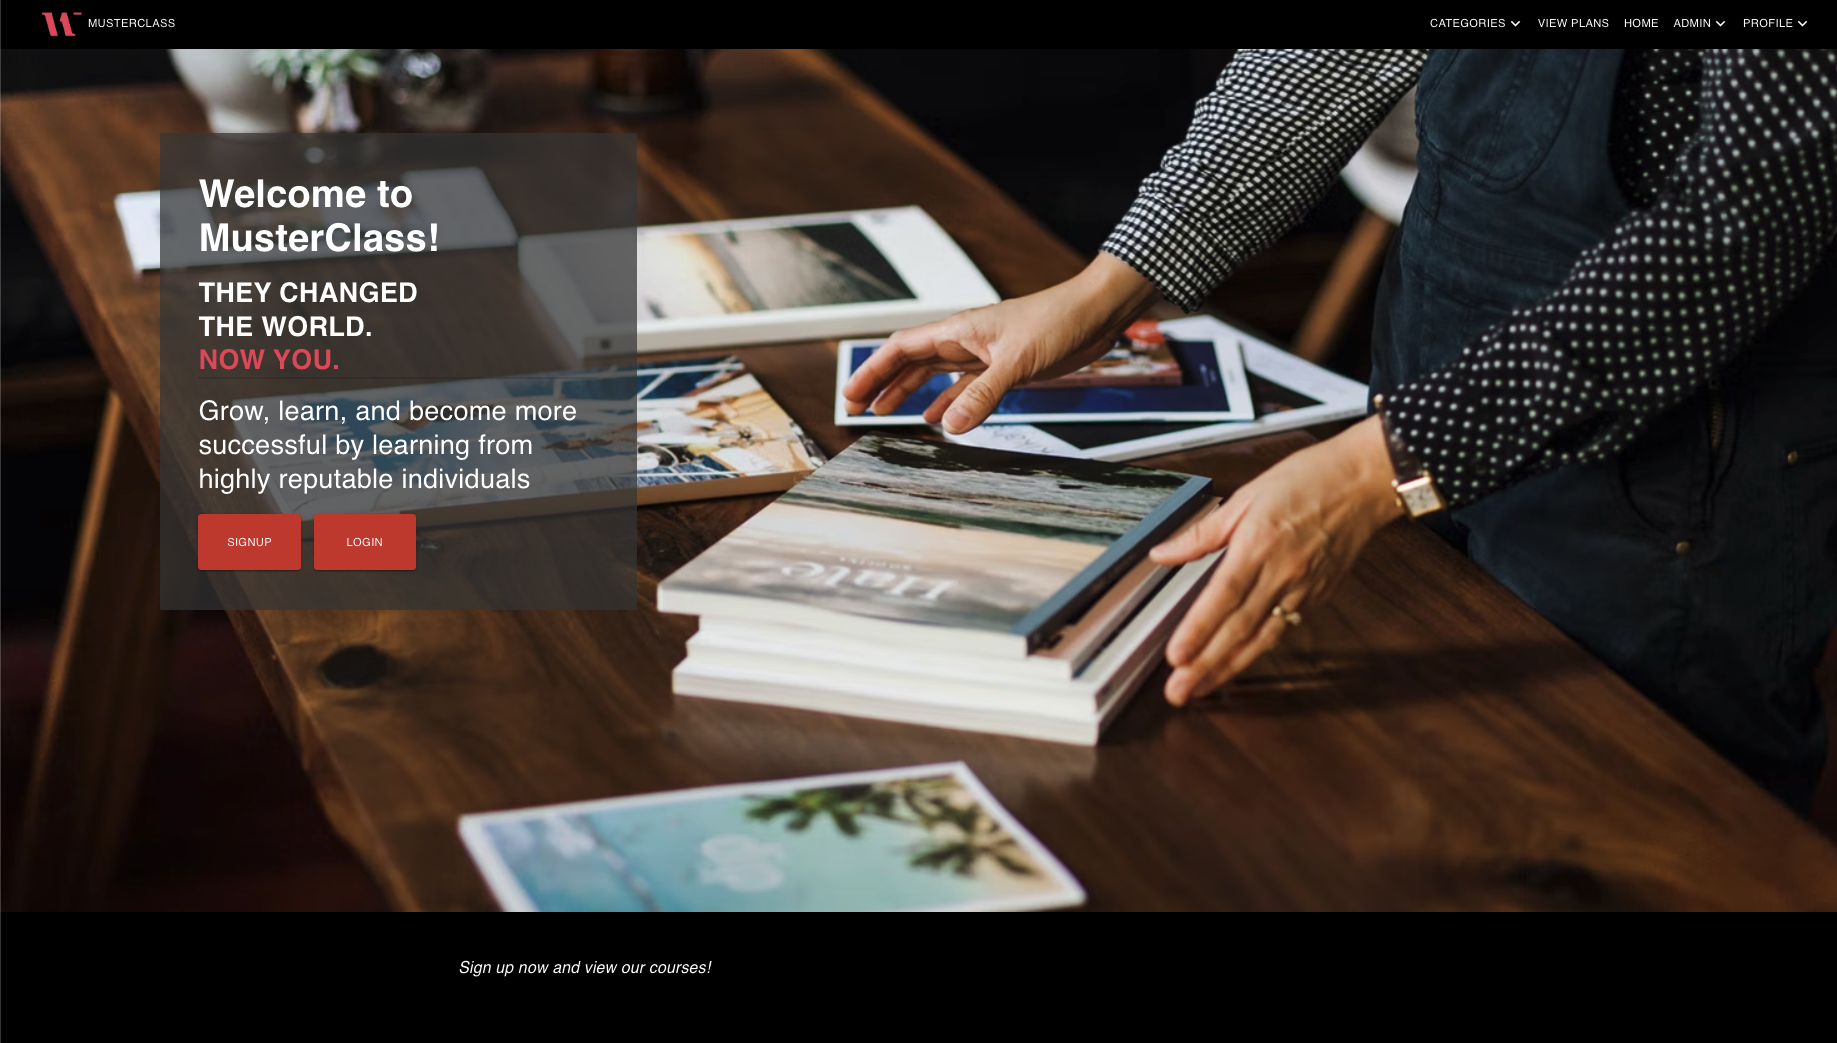 MUSTERCLASS
CATEGORIES VIEW PLANS HOME ADMIN PROFILE
Welcome to
MusterClass!
THEY CHANGED
THE WORLD.
NOW YOU.
Grow, learn, and become more
successful by learning from
highly reputable individuals
SIGNUP LOGIN
Hale
Sign up now and view our courses!